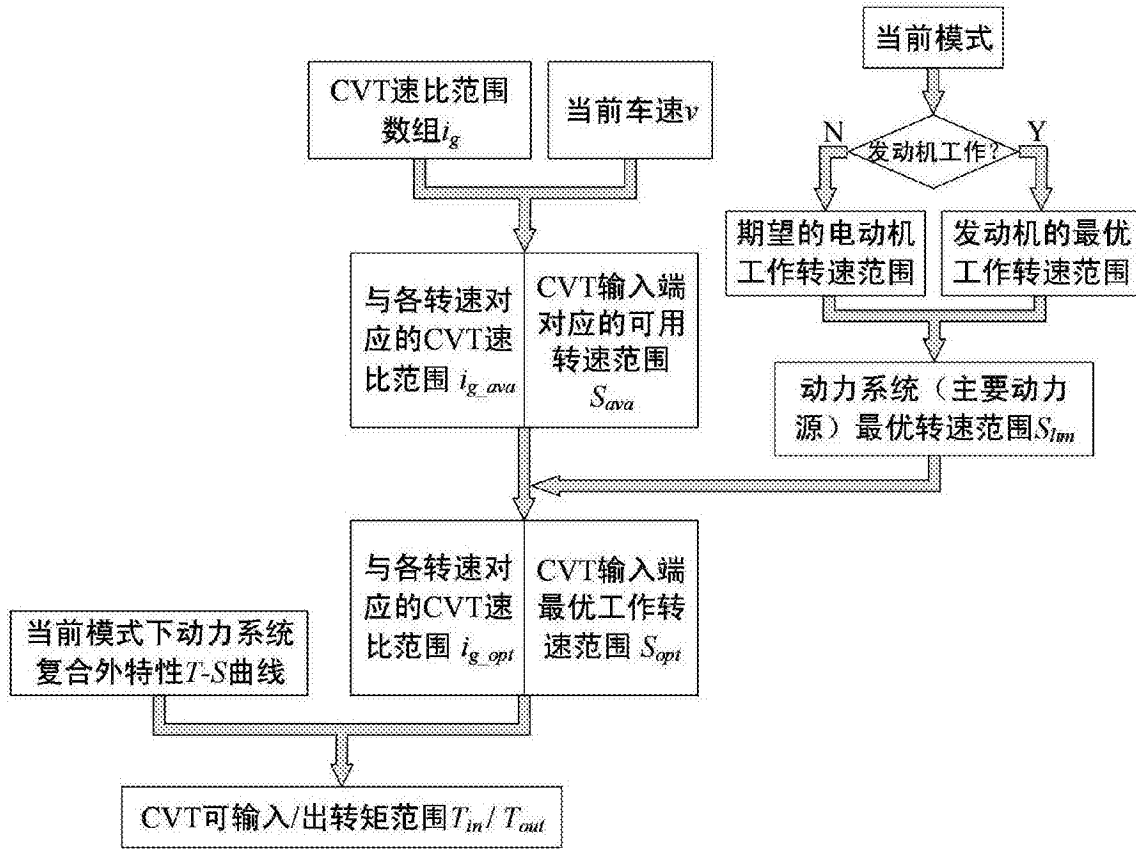 当前模式
CVT速比范围
数组i_g
当前车速v
N
发动机工作？
Y
期望的电动机
工作转速范围
发动机的最优
工作转速范围
与各转速对
应的CVT速
比范围 i_g_ava
CVT输入端
对应的可用
转速范围
S_ava
动力系统（主要动力
源）最优转速范围S_lim
与各转速对
应的CVT速
比范围 i_g_opt
CVT输入端
最优工作转
速范围 S_opt
当前模式下动力系统
复合外特性T-S曲线
CVT可输入/出转矩范围T_in / T_out